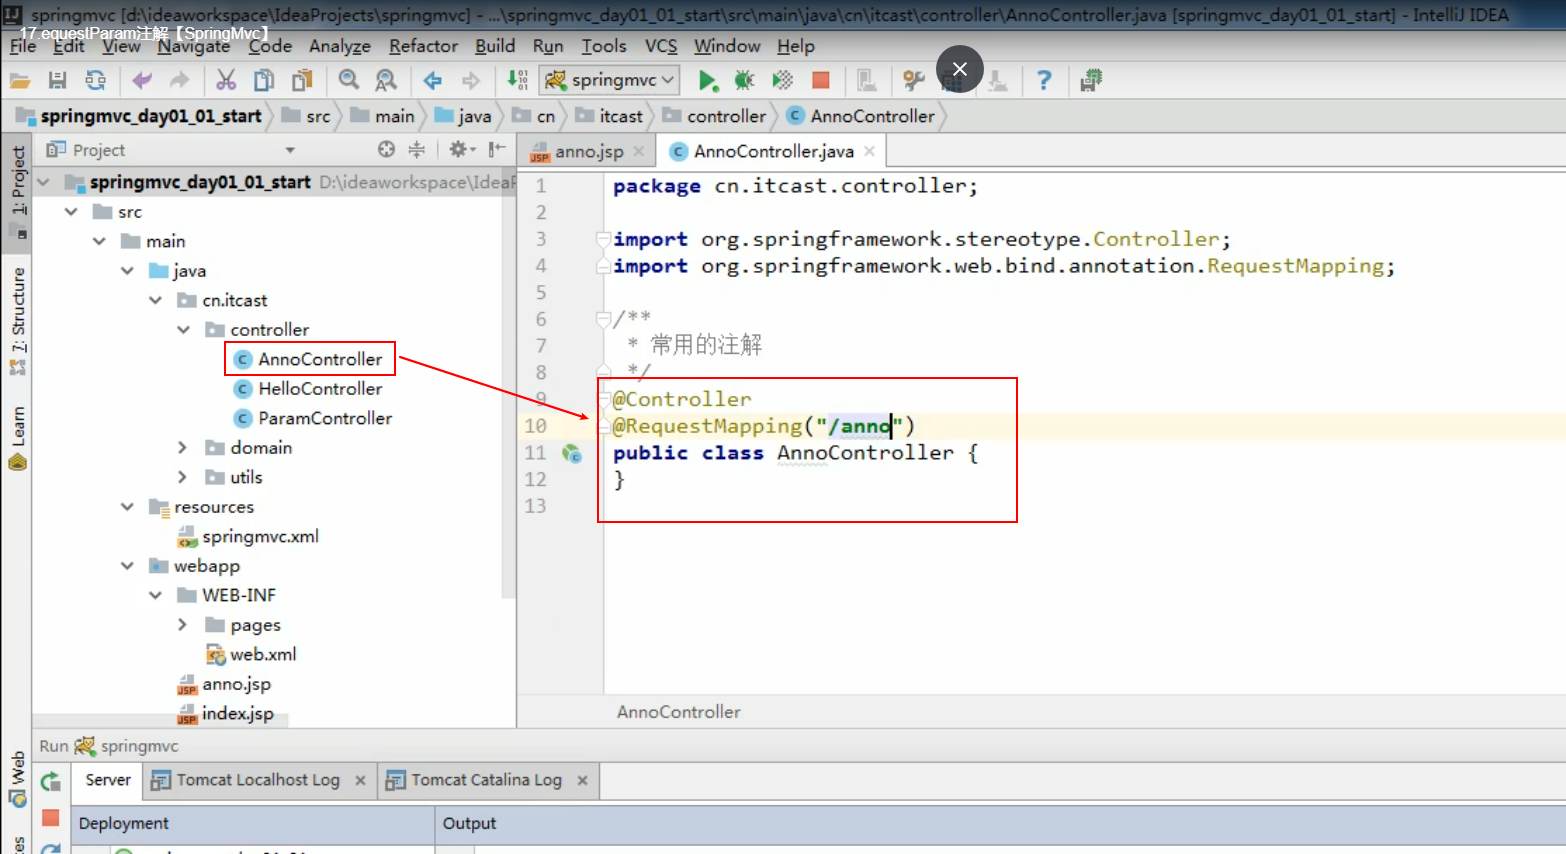 springmvc [d:\ideaworkspace\IdeaProjects\springmvc] - ...\springmvc_day01_01_start\src\main\java\cn\itcast\controller\AnnoController.java [springmvc_day01_01_start] - IntelliJ IDEA
17.equestParam注解【SpringMvc】
File Edit View Navigate Code Analyze Refactor Build Run Tools VCS Window Help
springmvc
springmvc_day01_01_start src main java cn itcast controller AnnoController
Project
anno.jsp AnnoController.java
1: Project
7: Structure
Learn
Web
springmvc_day01_01_start D:\ideaworkspace\IdeaP
src
main
java
cn.itcast
controller
AnnoController
HelloController
ParamController
domain
utils
resources
springmvc.xml
webapp
WEB-INF
pages
web.xml
anno.jsp
index.jsp
1 package cn.itcast.controller;
2
3 import org.springframework.stereotype.Controller;
4 import org.springframework.web.bind.annotation.RequestMapping;
5
6 /**
7 * 常用的注解
8 */
9 @Controller
10 @RequestMapping("/anno")
11 public class AnnoController {
12 }
13
AnnoController
Run springmvc
Server Tomcat Localhost Log Tomcat Catalina Log
Deployment Output